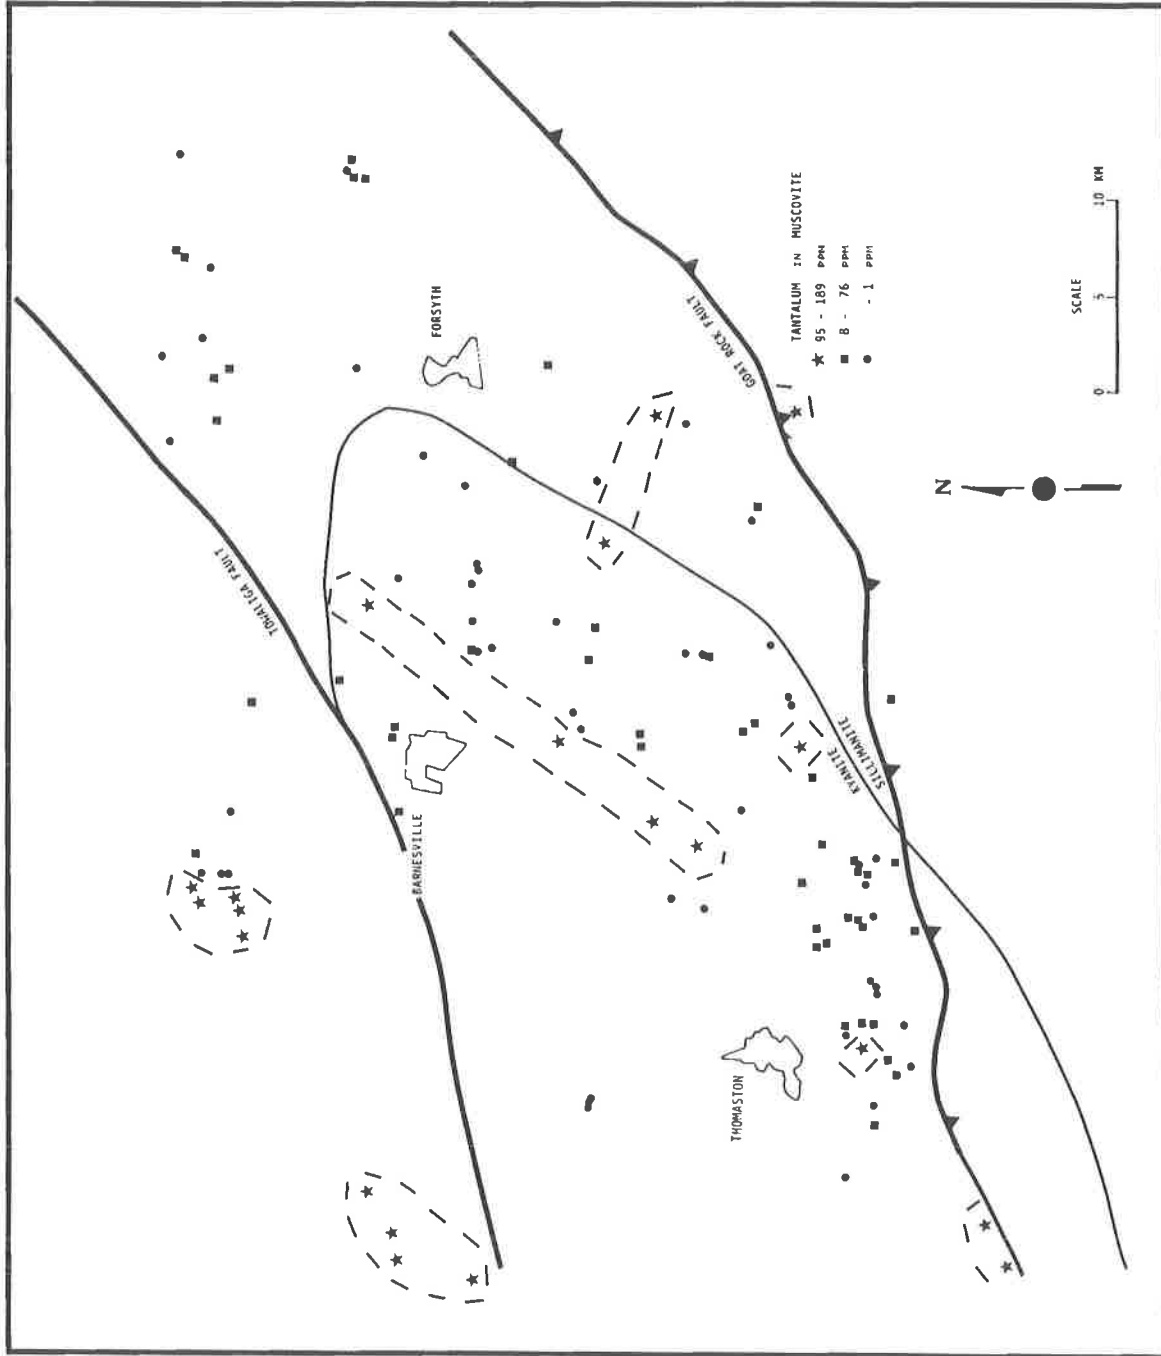 TOWALIGA FAULT
FORSYTH
BARNESVILLE
GOAT ROCK FAULT
TANTALUM IN MUSCOVITE
95 - 189 PPM
8 - 76 PPM
- 1 PPM
N
SCALE
0 5 10 KM
KYANITE
SILLIMANITE
THOMASTON